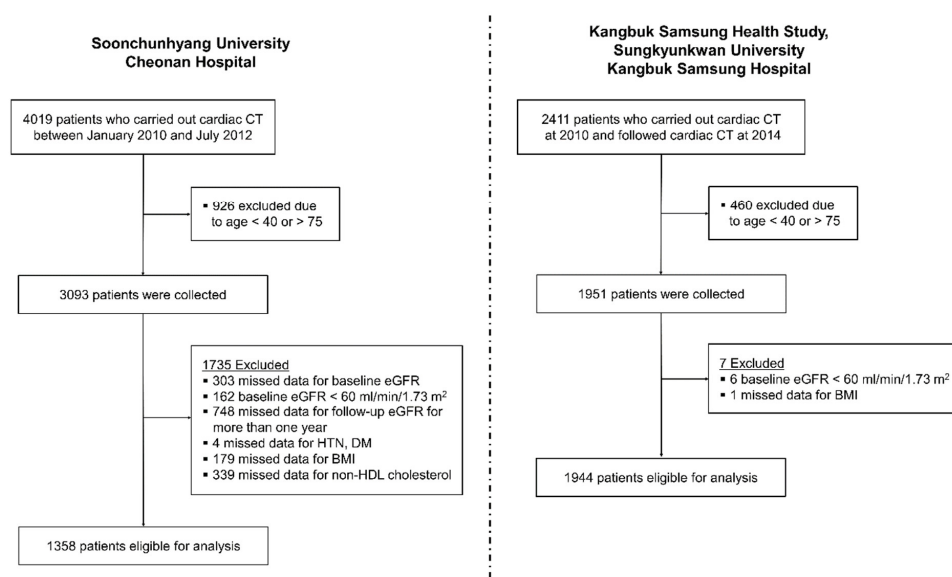 Soonchunhyang University
Cheonan Hospital
4019 patients who carried out cardiac CT
between January 2010 and July 2012
▪ 926 excluded due
to age < 40 or > 75
3093 patients were collected
1735 Excluded
▪ 303 missed data for baseline eGFR
▪ 162 baseline eGFR < 60 ml/min/1.73 m²
▪ 748 missed data for follow-up eGFR for
more than one year
▪ 4 missed data for HTN, DM
▪ 179 missed data for BMI
▪ 339 missed data for non-HDL cholesterol
1358 patients eligible for analysis
Kangbuk Samsung Health Study,
Sungkyunkwan University
Kangbuk Samsung Hospital
2411 patients who carried out cardiac CT
at 2010 and followed cardiac CT at 2014
▪ 460 excluded due
to age < 40 or > 75
1951 patients were collected
7 Excluded
▪ 6 baseline eGFR < 60 ml/min/1.73 m²
▪ 1 missed data for BMI
1944 patients eligible for analysis